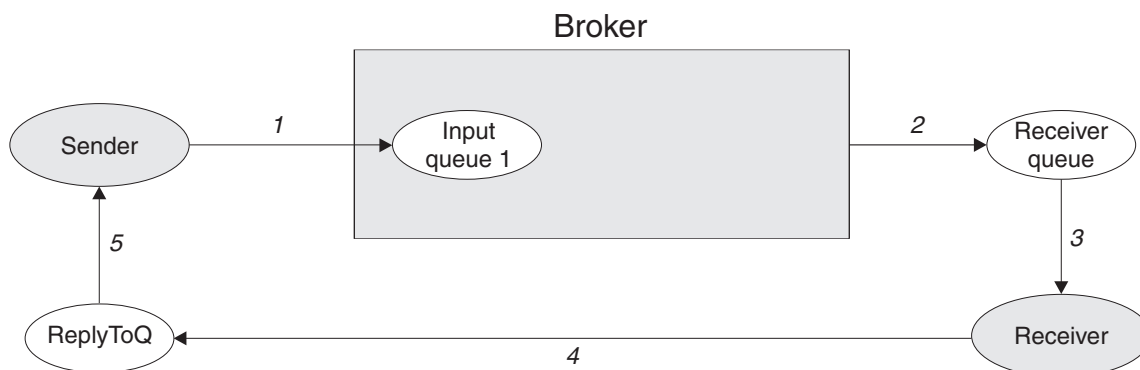 Broker
Sender
1
Input
queue 1
2
Receiver
queue
5
3
ReplyToQ
4
Receiver